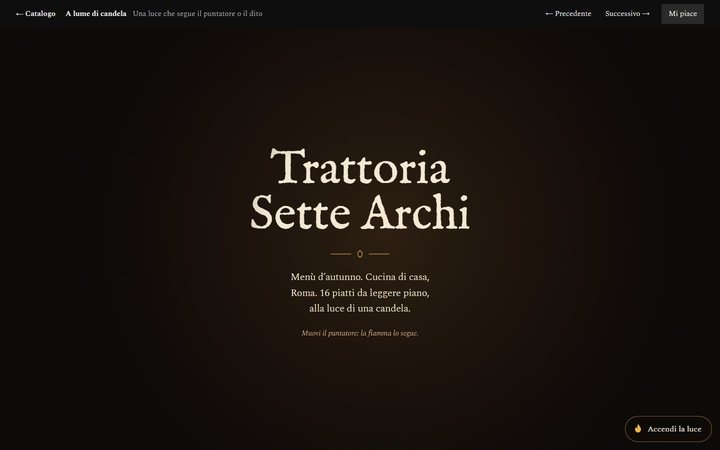 ← Catalogo A lume di candela Una luce che segue il puntatore o il dito ← Precedente Successivo → Mi piace
Trattoria
Sette Archi
Menù d’autunno. Cucina di casa,
Roma. 16 piatti da leggere piano,
alla luce di una candela.
Muovi il puntatore: la fiamma lo segue.
Accendi la luce